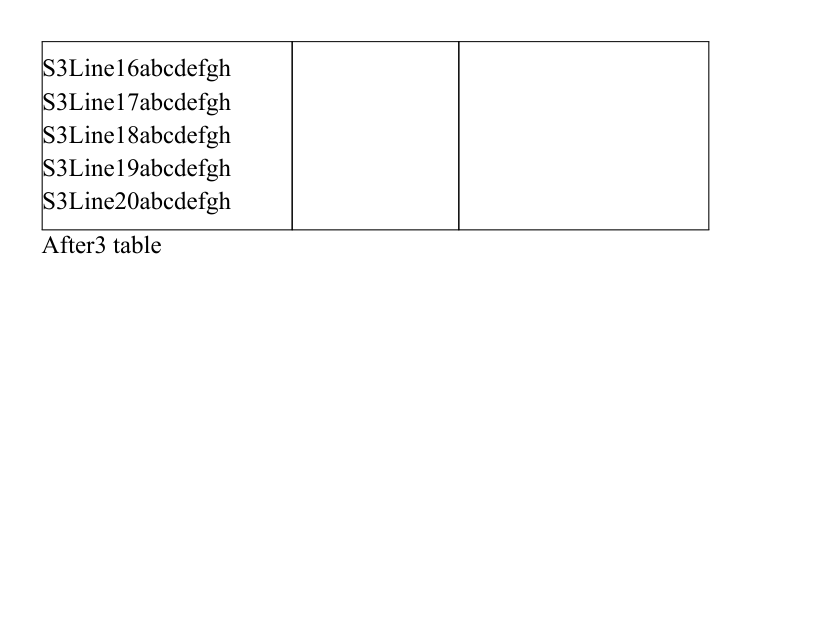 S3Line16abcdefgh
S3Line17abcdefgh
S3Line18abcdefgh
S3Line19abcdefgh
S3Line20abcdefgh
After3 table